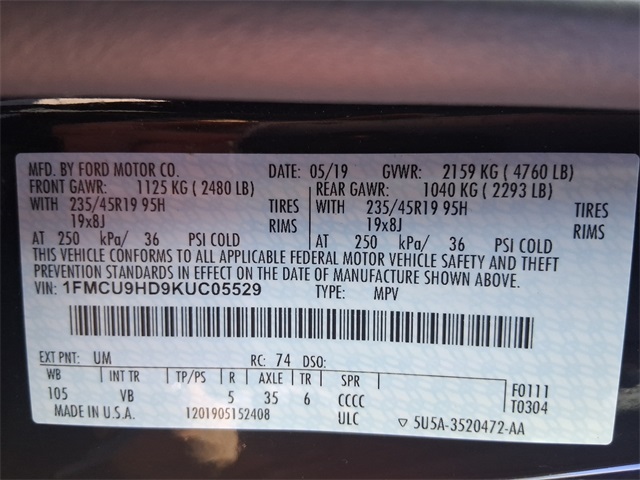 MFD. BY FORD MOTOR CO. DATE: 05/19 GVWR: 2159 KG ( 4760 LB)
FRONT GAWR: 1125 KG ( 2480 LB) REAR GAWR: 1040 KG ( 2293 LB)
WITH 235/45R19 95H TIRES WITH 235/45R19 95H TIRES
19x8J RIMS 19x8J RIMS
AT 250 kPa/ 36 PSI COLD AT 250 kPa/ 36 PSI COLD
THIS VEHICLE CONFORMS TO ALL APPLICABLE FEDERAL MOTOR VEHICLE SAFETY AND THEFT
PREVENTION STANDARDS IN EFFECT ON THE DATE OF MANUFACTURE SHOWN ABOVE.
VIN: 1FMCU9HD9KUC05529 TYPE: MPV
EXT PNT: UM RC: 74 DSO:
WB INT TR TP/PS R AXLE TR SPR
105 VB 5 35 6 CCCC F0111
T0304
MADE IN U.S.A. 1201905152408 ULC ▽ 5U5A-3520472-AA